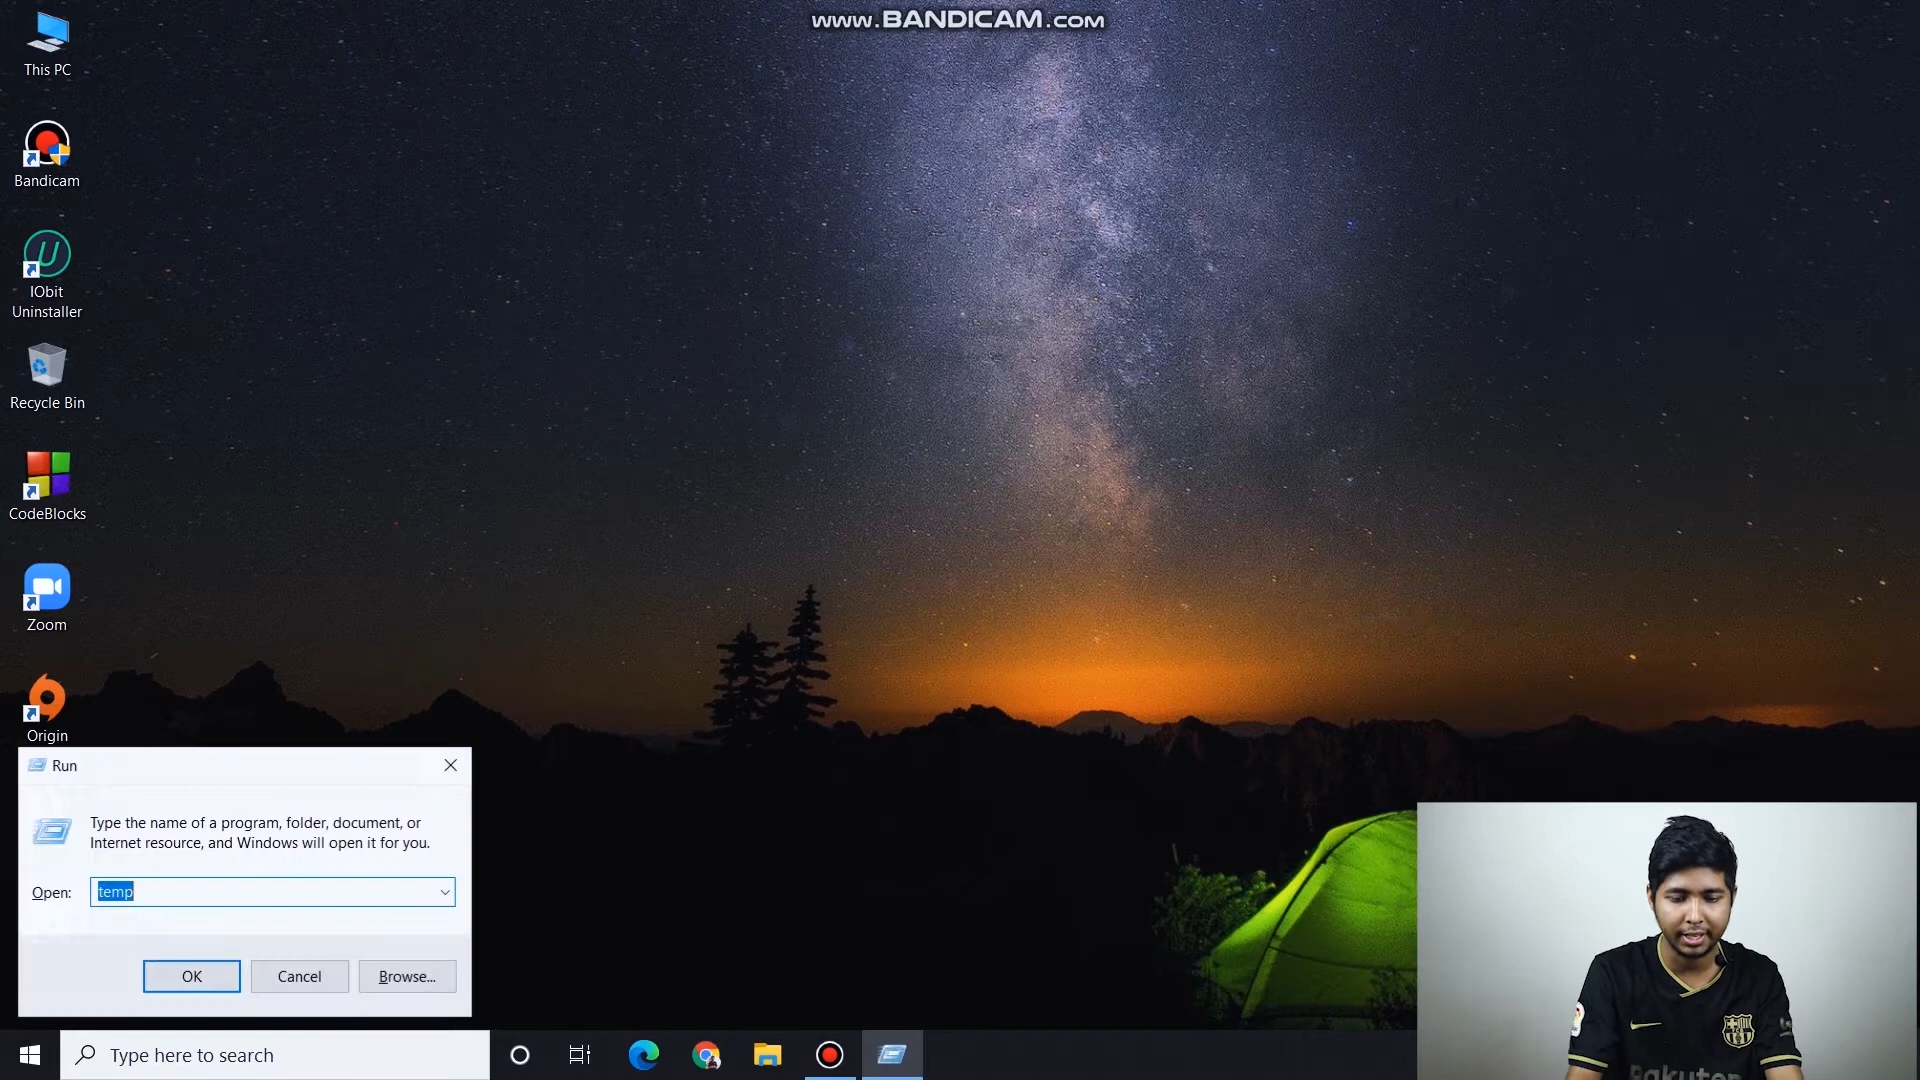 www.BANDICAM.com
This PC
Bandicam
IObit
Uninstaller
Recycle Bin
CodeBlocks
Zoom
Origin
Run
Type the name of a program, folder, document, or
Internet resource, and Windows will open it for you.
Open:
temp
OK
Cancel
Browse...
Type here to search
Rakuten